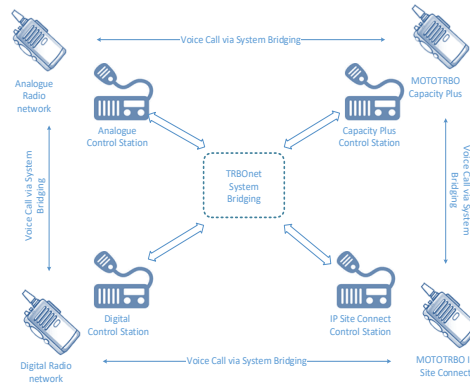 Voice Call via System Bridging
Analogue
Radio
network
MOTOTRBO
Capacity Plus
Analogue
Control Station
Capacity Plus
Control Station
Voice Call via System
Bridging
TRBOnet
System
Bridging
Voice Call via System
Bridging
Digital
Control Station
IP Site Connect
Control Station
Digital Radio
network
Voice Call via System Bridging
MOTOTRBO I
Site Connect